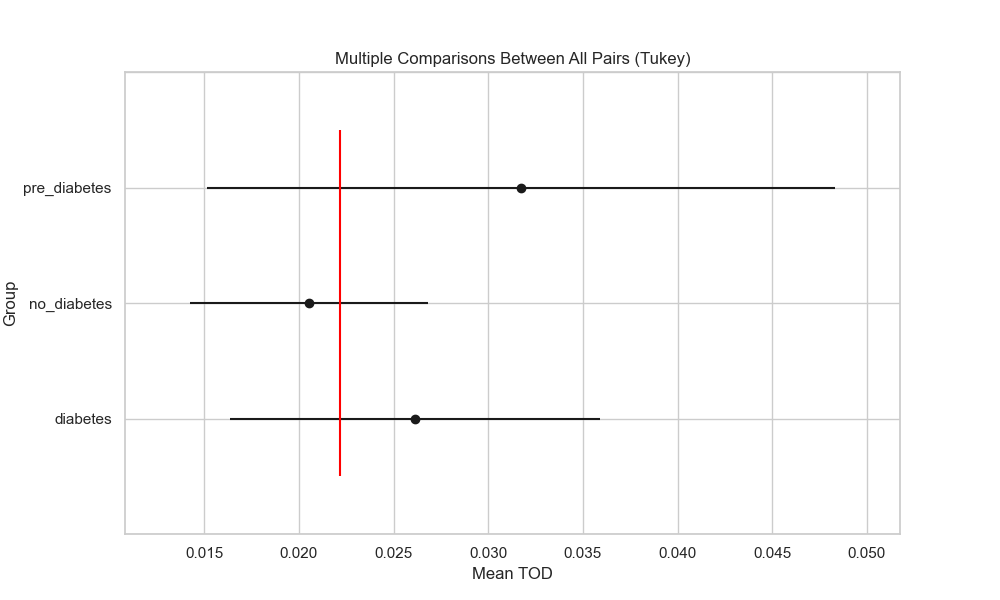 Multiple Comparisons Between All Pairs (Tukey)
pre_diabetes
no_diabetes
diabetes
Group
0.015 0.020 0.025 0.030 0.035 0.040 0.045 0.050
Mean TOD